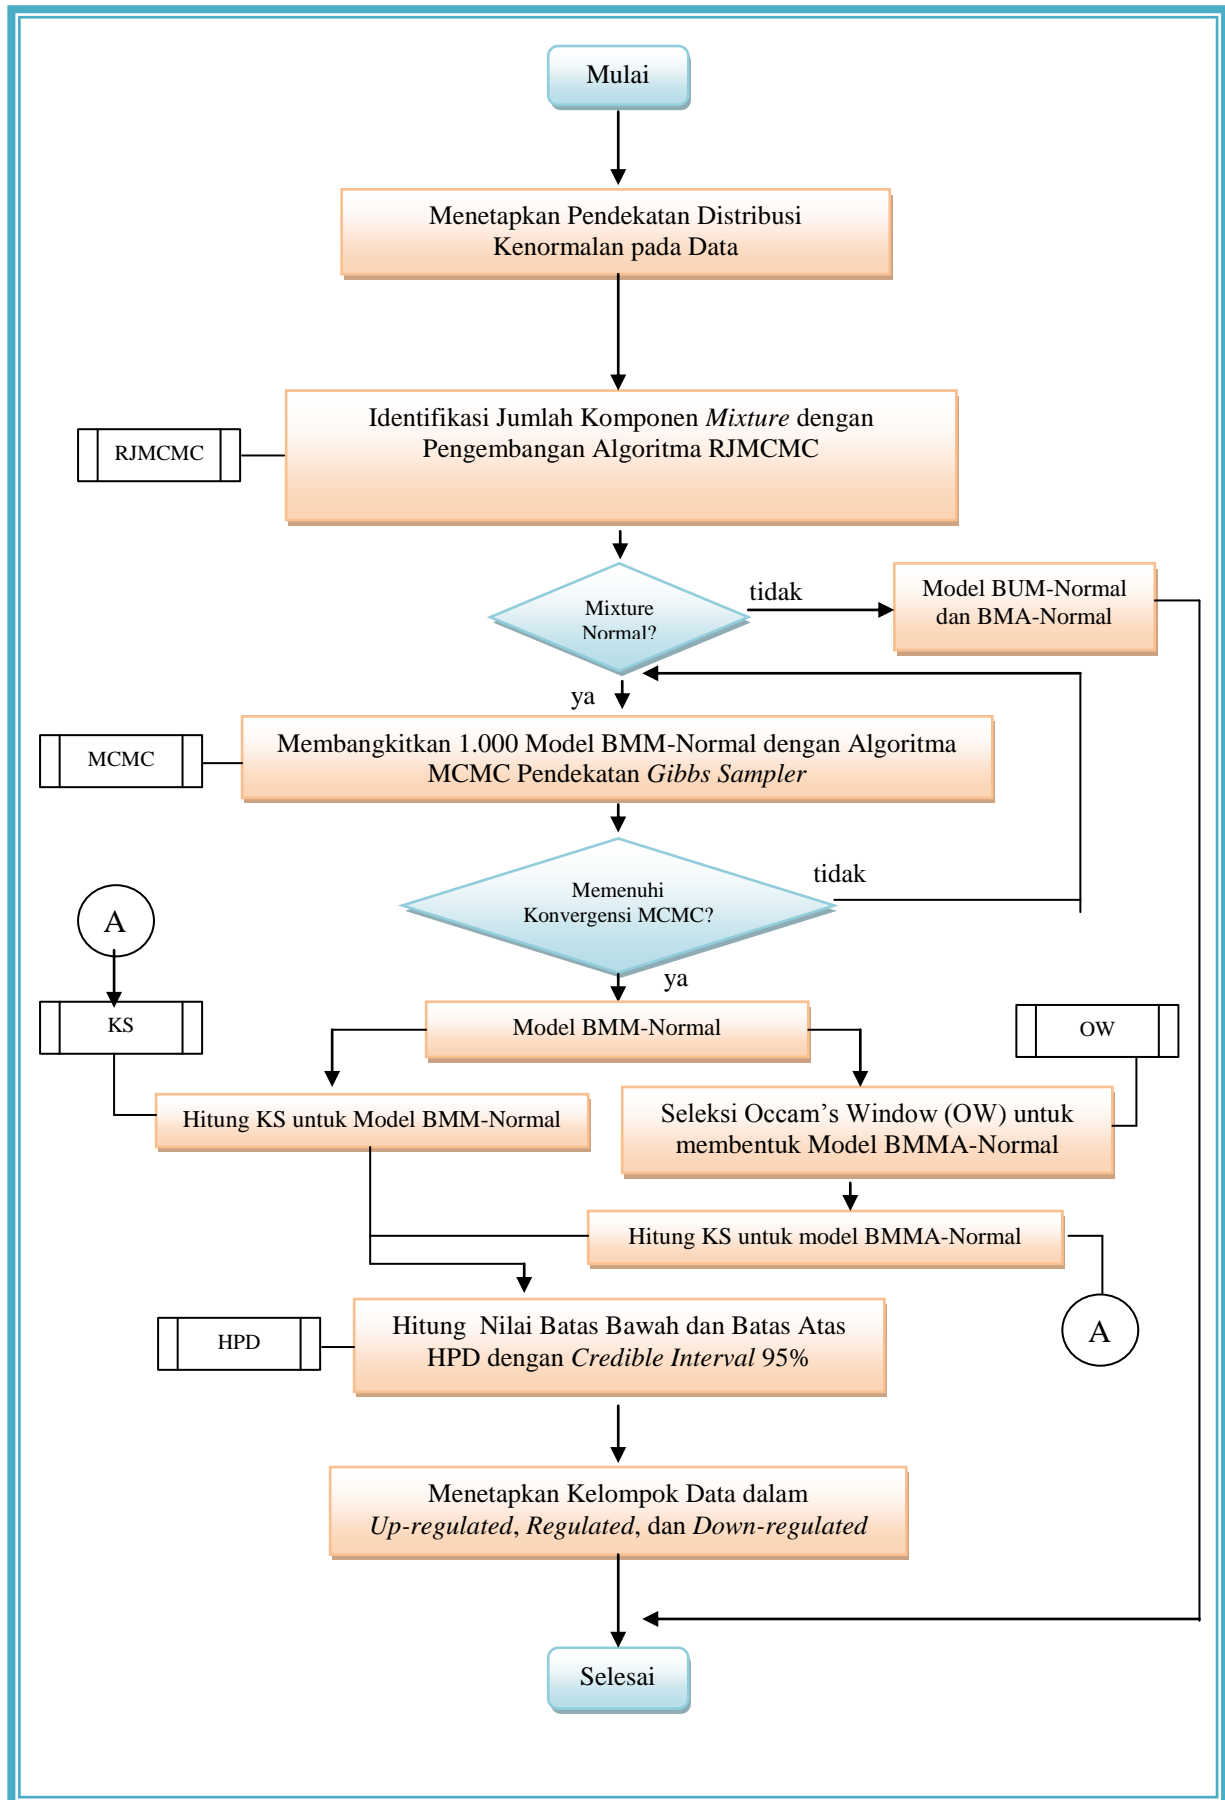 Mulai
Menetapkan Pendekatan Distribusi
Kenormalan pada Data
Identifikasi Jumlah Komponen Mixture dengan
Pengembangan Algoritma RJMCMC
RJMCMC
Mixture
Normal?
tidak
Model BUM-Normal
dan BMA-Normal
ya
Membangkitkan 1.000 Model BMM-Normal dengan Algoritma
MCMC Pendekatan Gibbs Sampler
MCMC
Memenuhi
Konvergensi MCMC?
tidak
A
ya
KS
Model BMM-Normal
OW
Hitung KS untuk Model BMM-Normal
Seleksi Occam’s Window (OW) untuk
membentuk Model BMMA-Normal
Hitung KS untuk model BMMA-Normal
A
HPD
Hitung Nilai Batas Bawah dan Batas Atas
HPD dengan Credible Interval 95%
Menetapkan Kelompok Data dalam
Up-regulated, Regulated, dan Down-regulated
Selesai